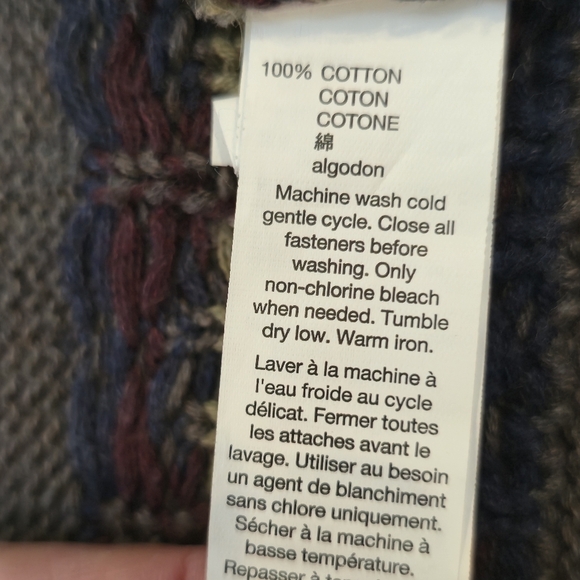 100% COTTON
COTON
COTONE
綿
algodon
Machine wash cold
gentle cycle. Close all
fasteners before
washing. Only
non-chlorine bleach
when needed. Tumble
dry low. Warm iron.
Laver à la machine à
l'eau froide au cycle
délicat. Fermer toutes
les attaches avant le
lavage. Utiliser au besoin
un agent de blanchiment
sans chlore uniquement.
Sécher à la machine à
basse température.
Repasser à